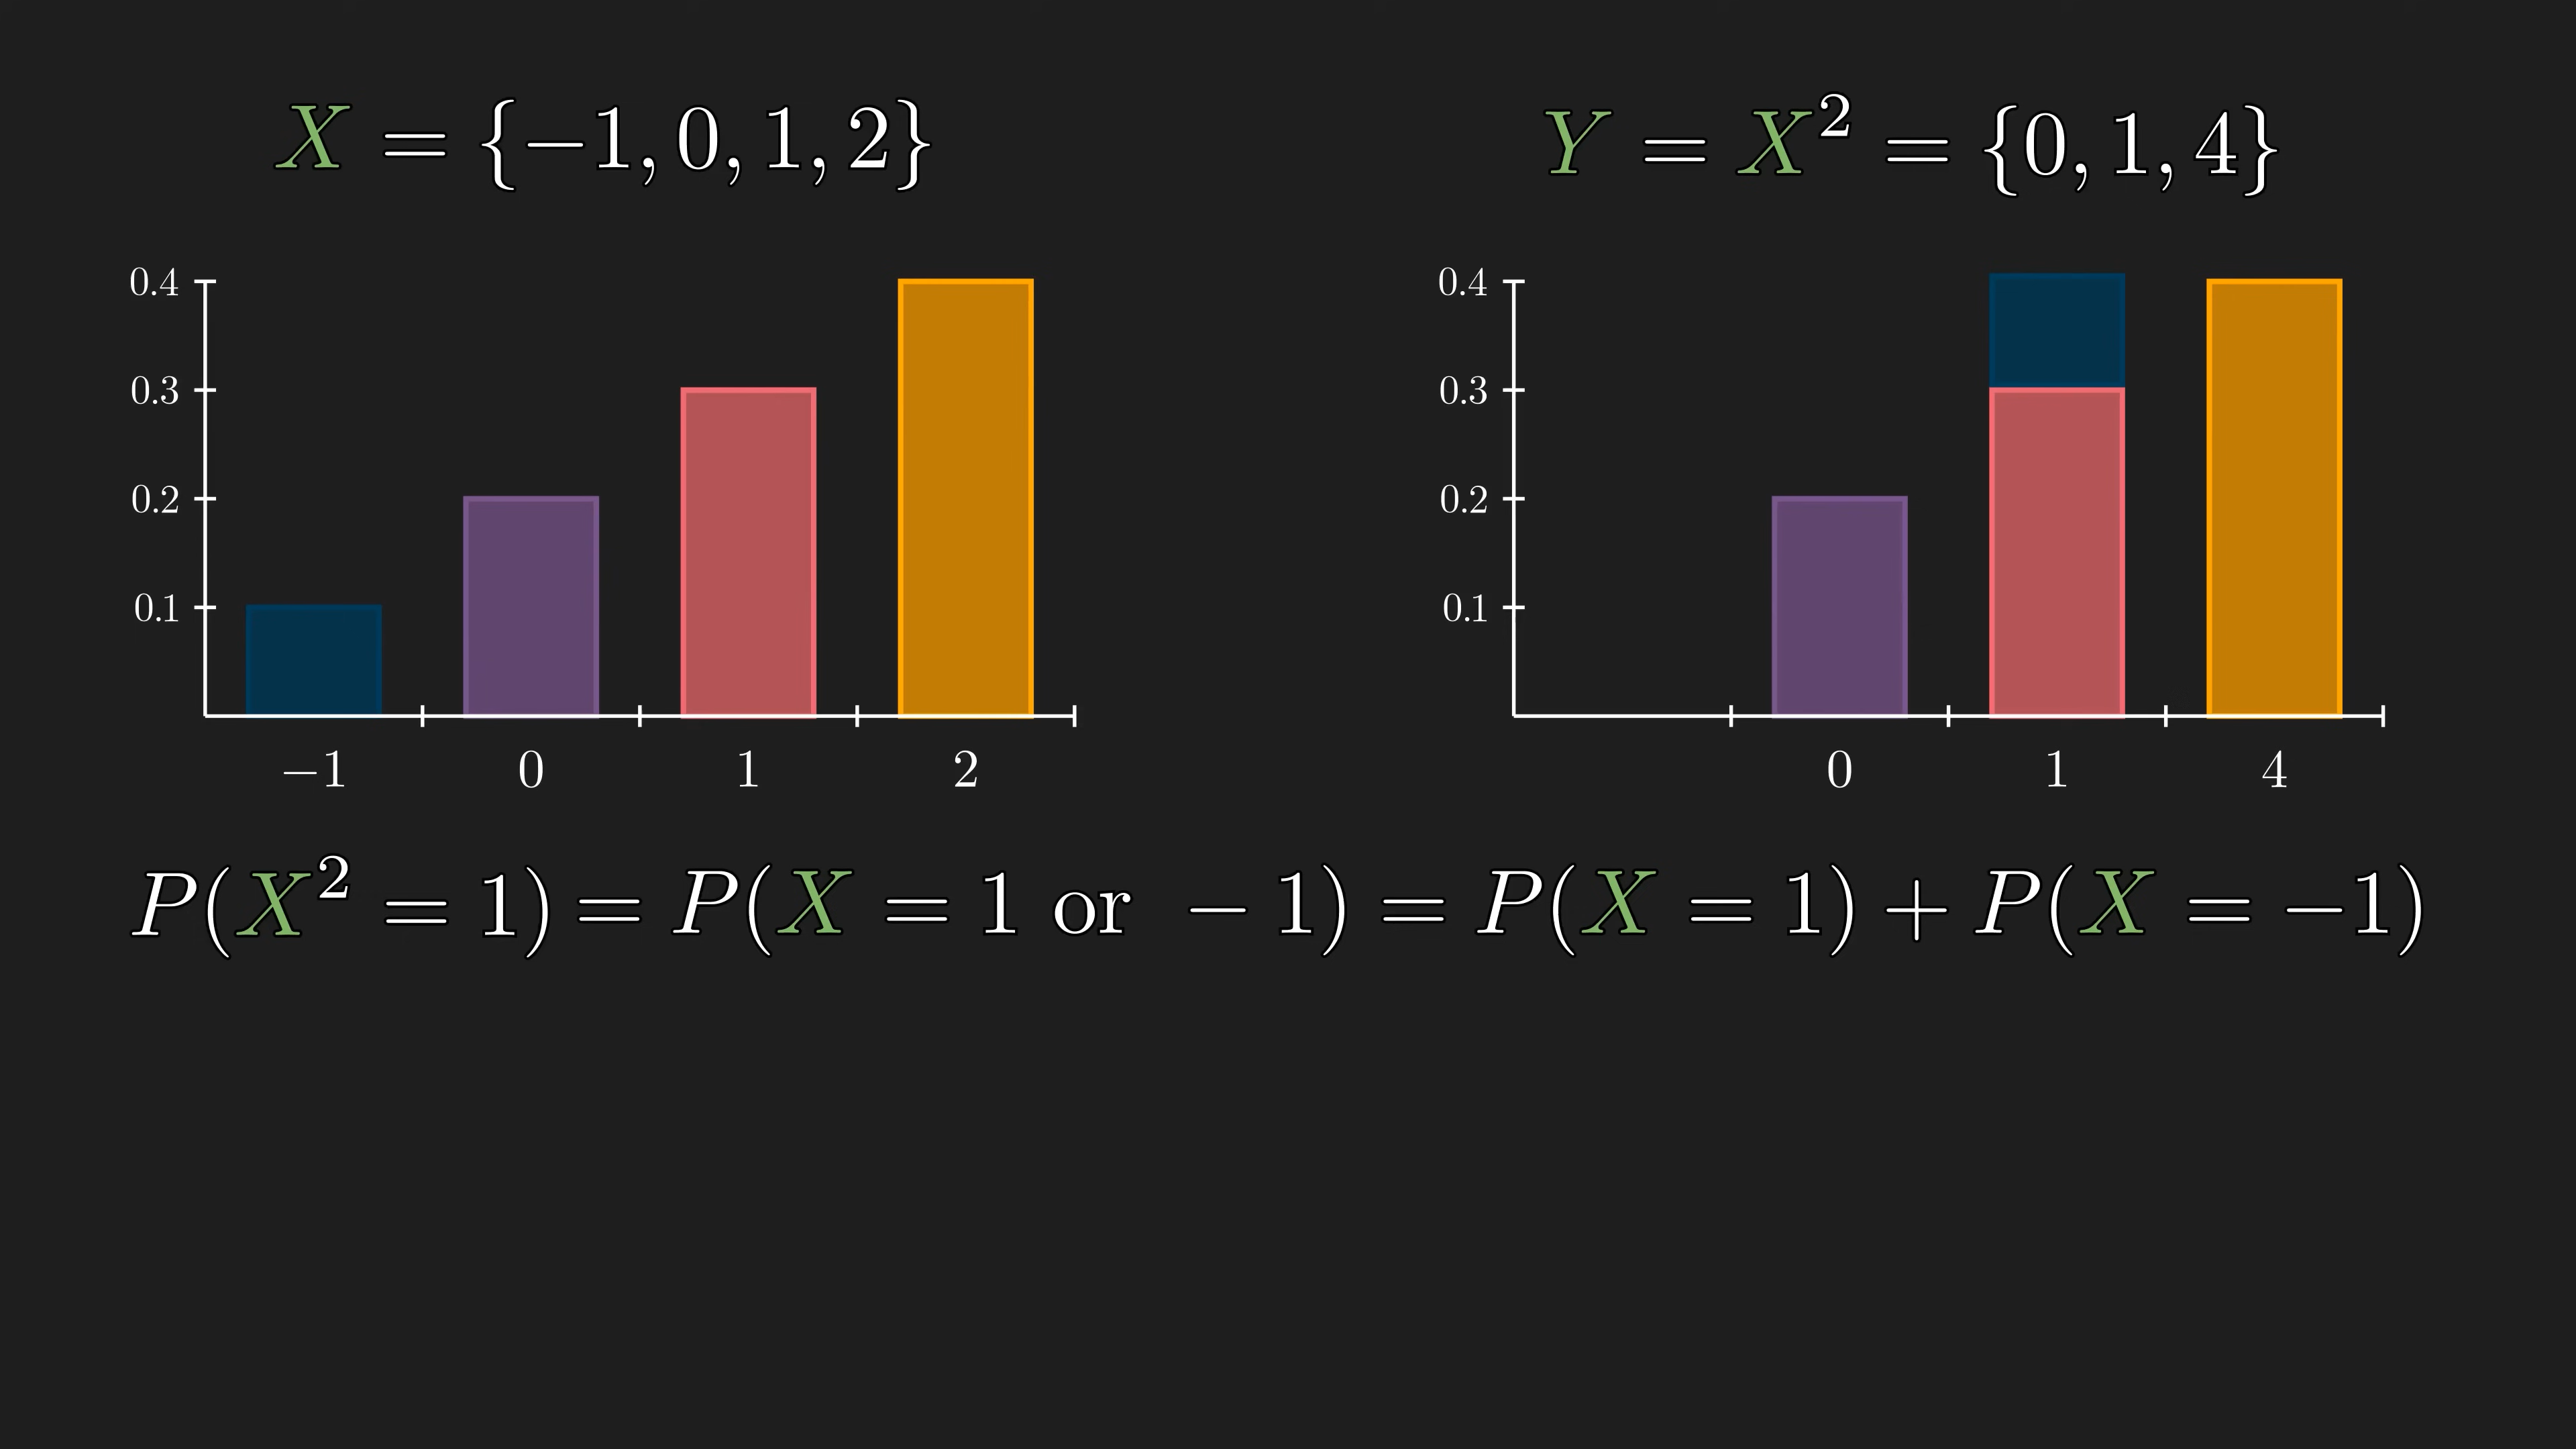 X = {−1, 0, 1, 2}
Y = X² = {0, 1, 4}
0.4
0.3
0.2
0.1
−1 0 1 2
0.4
0.3
0.2
0.1
0 1 4
P(X² = 1) = P(X = 1 or − 1) = P(X = 1) + P(X = −1)